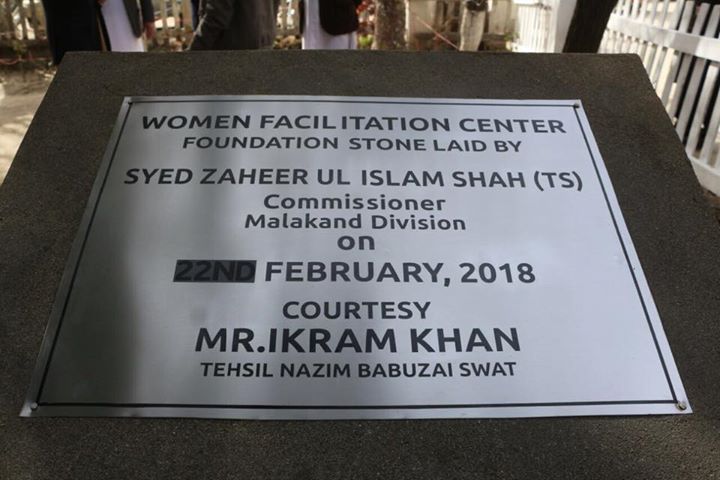 WOMEN FACILITATION CENTER
FOUNDATION STONE LAID BY
SYED ZAHEER UL ISLAM SHAH (TS)
Commissioner
Malakand Division
on
22ND FEBRUARY, 2018
COURTESY
MR.IKRAM KHAN
TEHSIL NAZIM BABUZAI SWAT